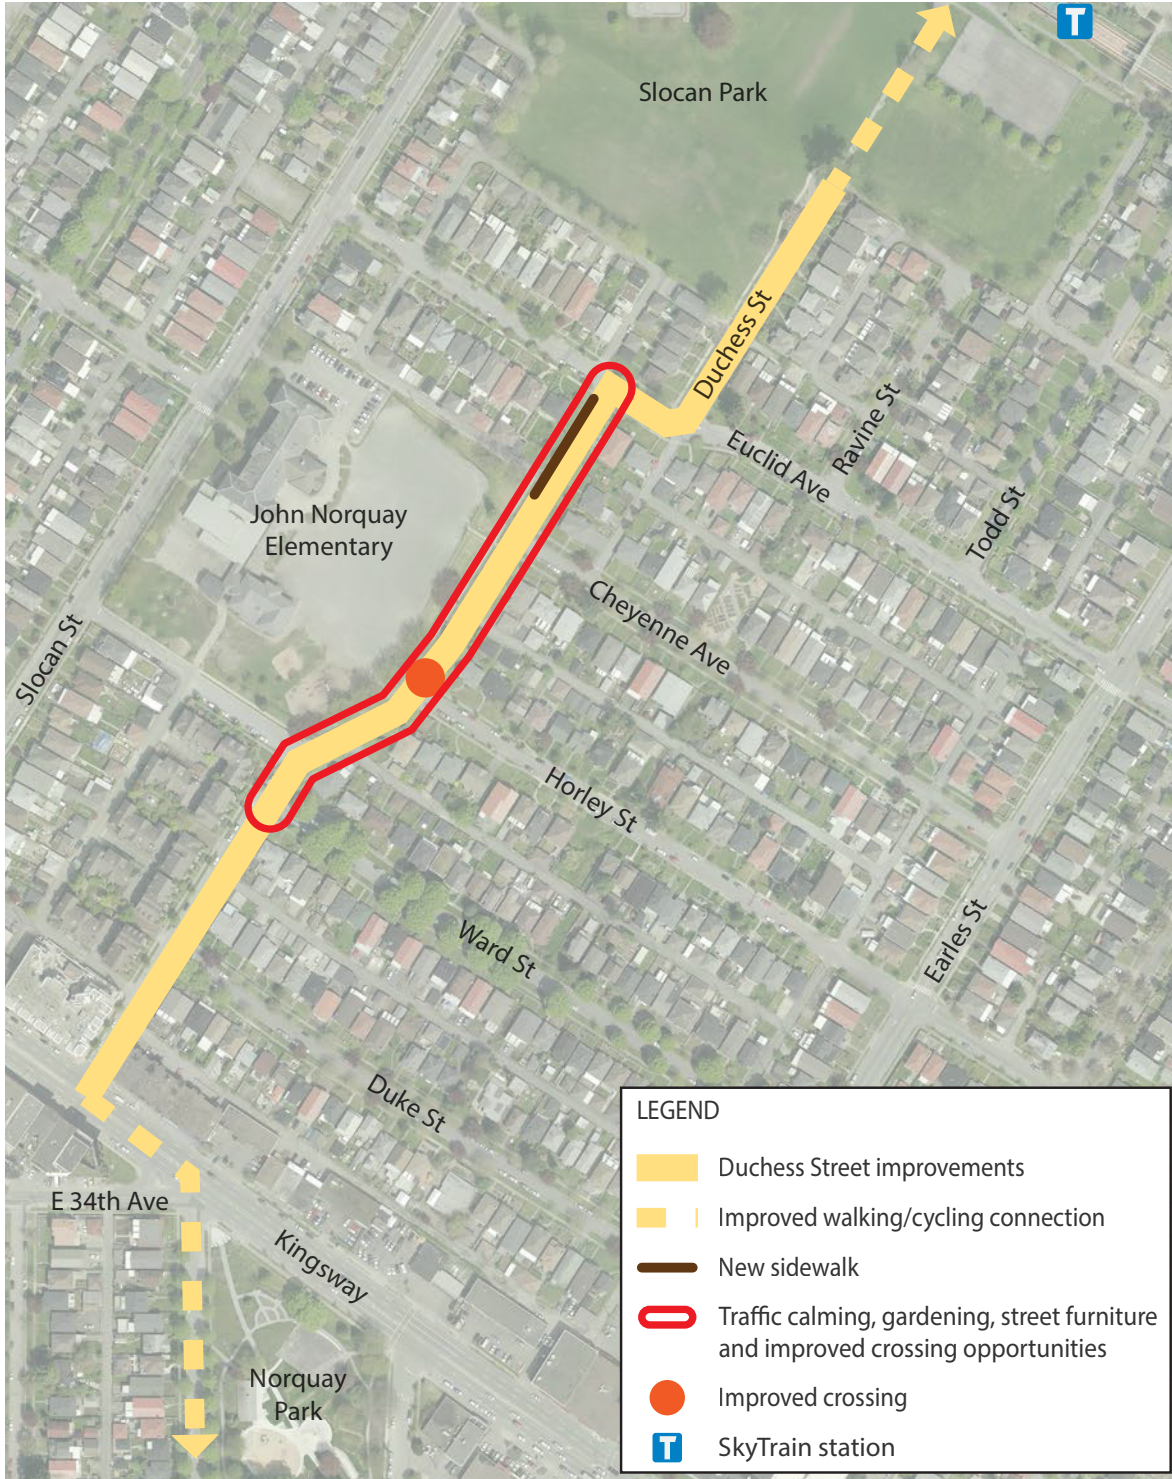 T
Slocan Park
Duchess St
Ravine St
Euclid Ave
Todd St
John Norquay
Elementary
Cheyenne Ave
Slocan St
Horley St
Ward St
Earles St
Duke St
E 34th Ave
Kingsway
Norquay
Park
LEGEND
Duchess Street improvements
Improved walking/cycling connection
New sidewalk
Traffic calming, gardening, street furniture
and improved crossing opportunities
Improved crossing
T SkyTrain station